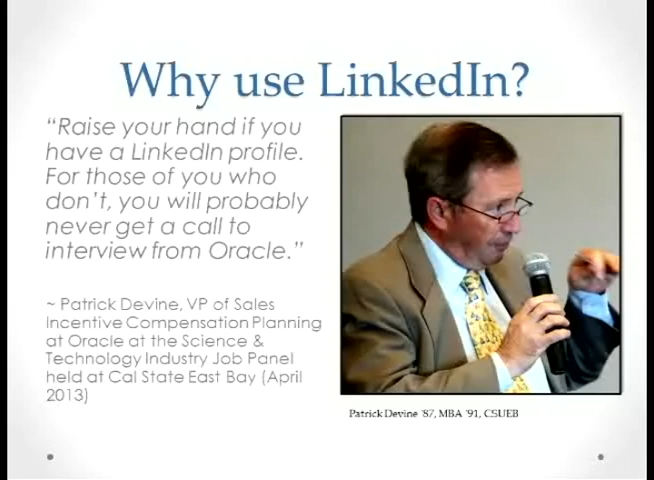 Why use LinkedIn?
“Raise your hand if you
have a LinkedIn profile.
For those of you who
don’t, you will probably
never get a call to
interview from Oracle.”
~ Patrick Devine, VP of Sales
Incentive Compensation Planning
at Oracle at the Science &
Technology Industry Job Panel
held at Cal State East Bay (April
2013)
Patrick Devine '87, MBA '91, CSUEB